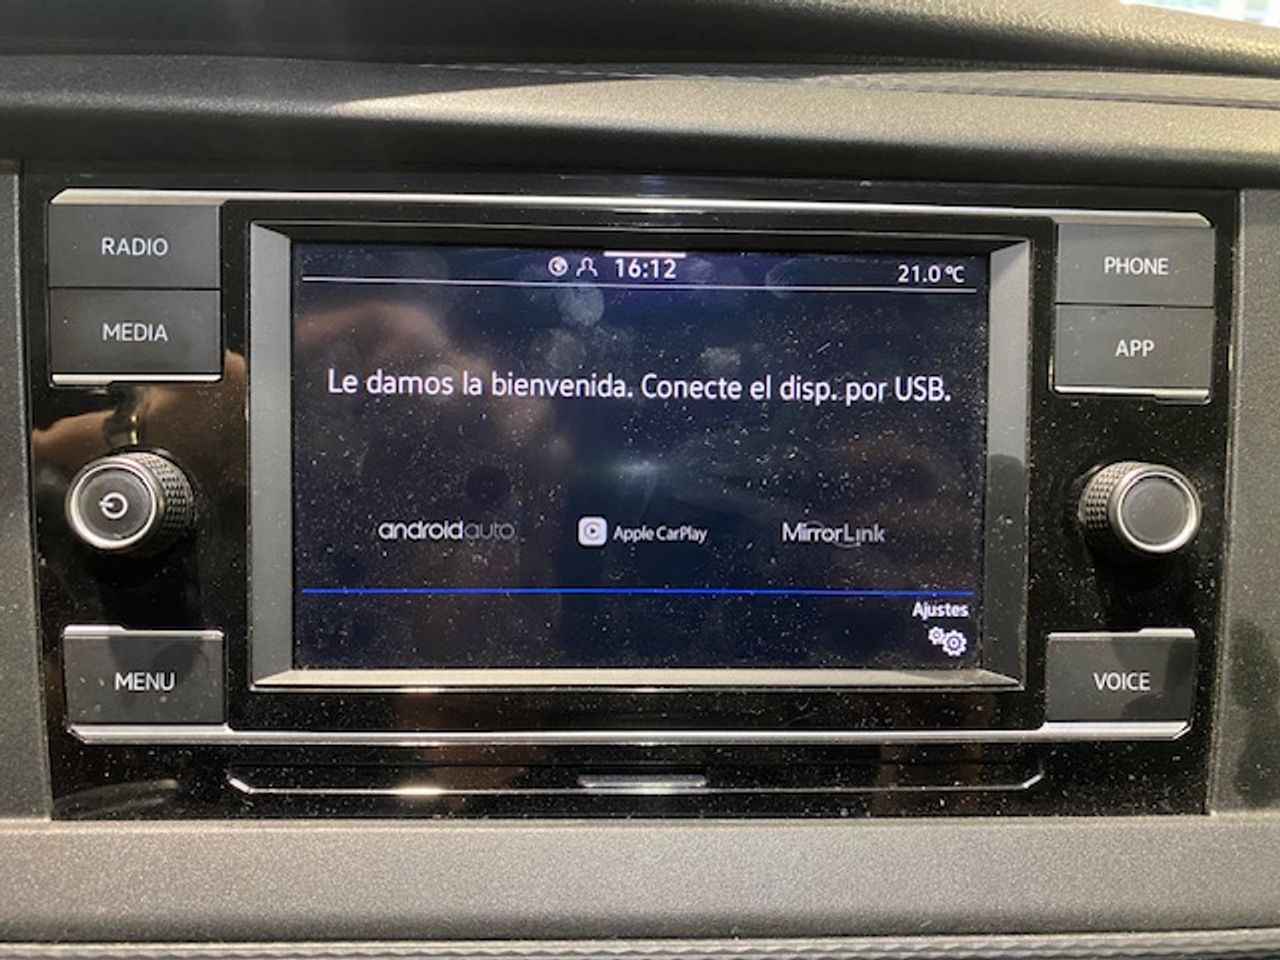 RADIO
MEDIA
16:12
21.0 °C
Le damos la bienvenida. Conecte el disp. por USB.
androidauto
Apple CarPlay
MirrorLink
Ajustes
PHONE
APP
MENU
VOICE